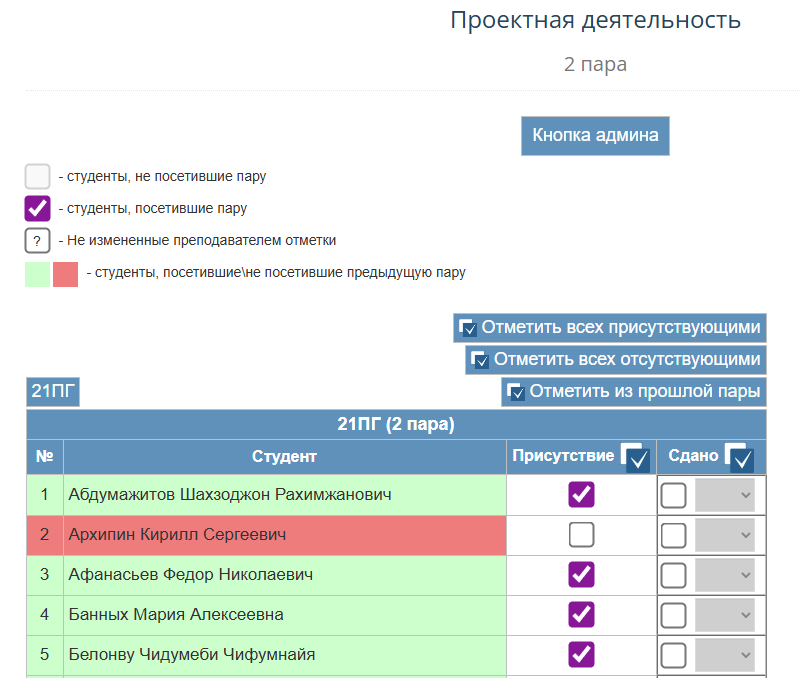 Проектная деятельность
2 пара
Кнопка админа
- студенты, не посетившие пару
- студенты, посетившие пару
? - Не измененные преподавателем отметки
- студенты, посетившие\не посетившие предыдущую пару
Отметить всех присутствующими
Отметить всех отсутствующими
21ПГ Отметить из прошлой пары
21ПГ (2 пара)
№ Студент Присутствие Сдано
1 Абдумажитов Шахзоджон Рахимжанович
2 Архипин Кирилл Сергеевич
3 Афанасьев Федор Николаевич
4 Банных Мария Алексеевна
5 Белонву Чидумеби Чифумнайя